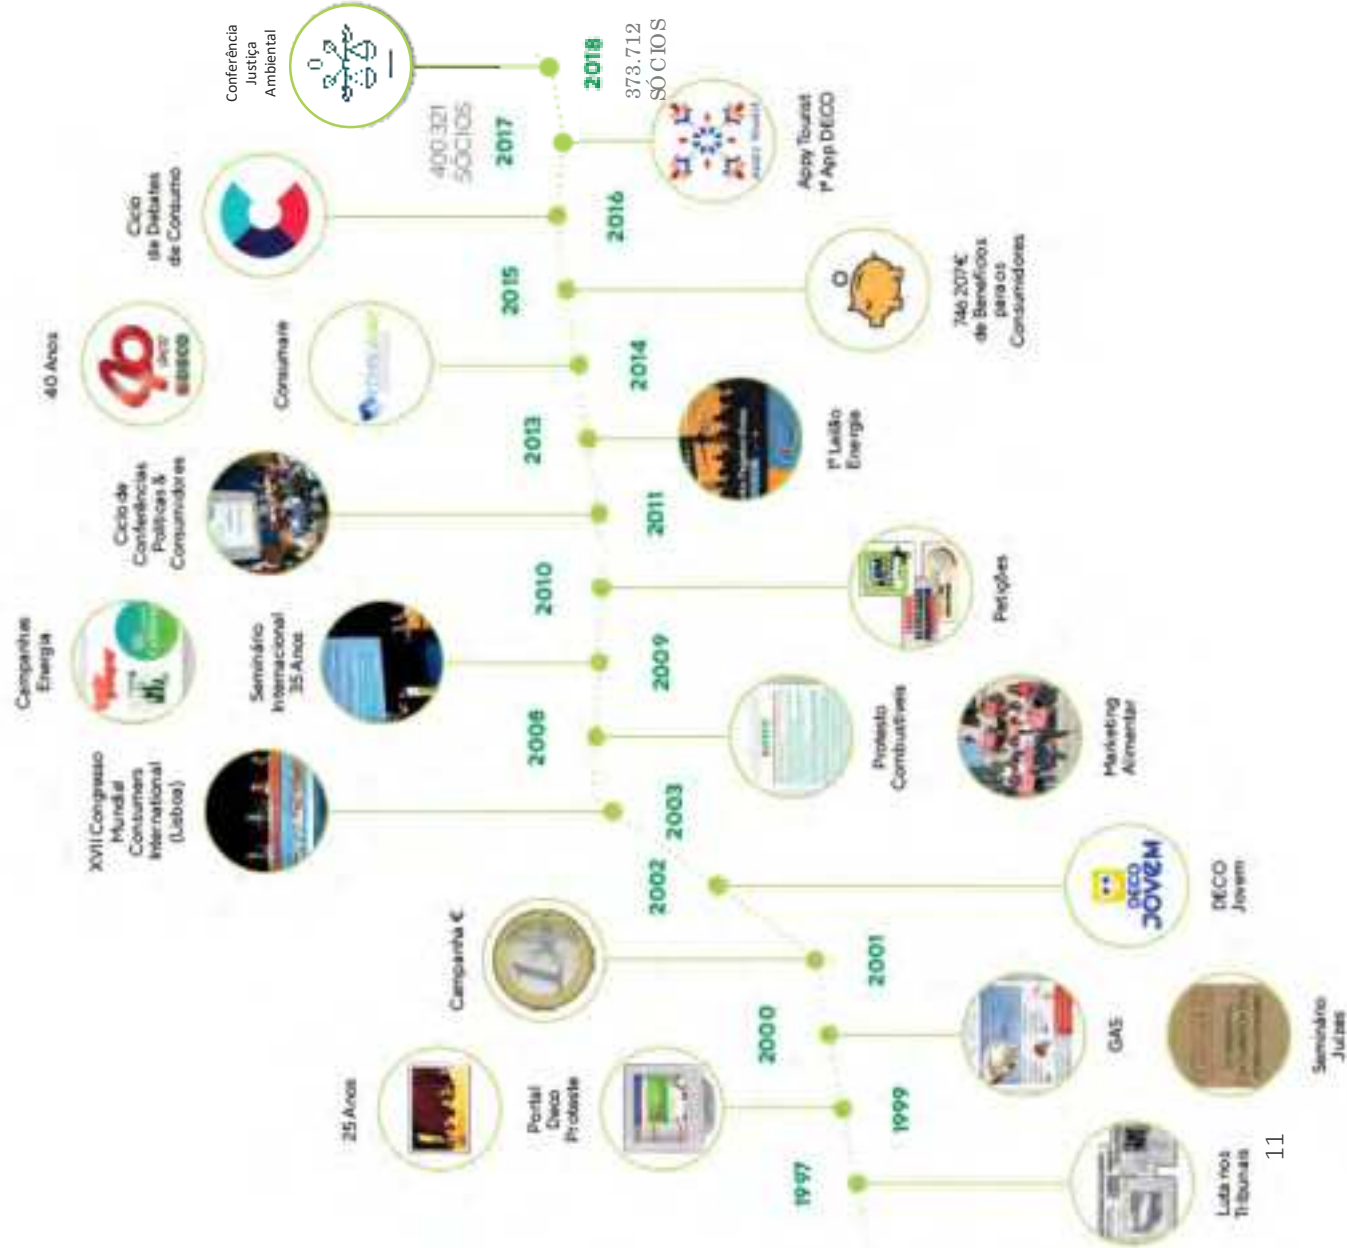 Luta nos
Tribunais
1997
25 Anos
Portal
Deco
Proteste
1999
GAS
Seminário
Juízes
2000
Campanha €
2001
DECO
JOVEM
DECO
Jovem
2002
XVII Congresso
Mundial
Consumers
International
(Lisboa)
2003
Protesto
Combustíveis
Marketing
Alimentar
2008
Campanhas
Energia
Seminário
Internacional
35 Anos
2009
Petições
2010
Ciclo de
Conferências
Políticas &
Consumidores
2011
1º Leilão
Energia
2013
40 Anos
40
Consumare
2014
746.207€
de Benefícios
para os
Consumidores
2015
Ciclo
de Debates
de Consumo
2016
Appy Tourist
1ª App DECO
400 321
SÓCIOS
2017
Conferência
Justiça
Ambiental
2018
373.712
SÓCIOS
11